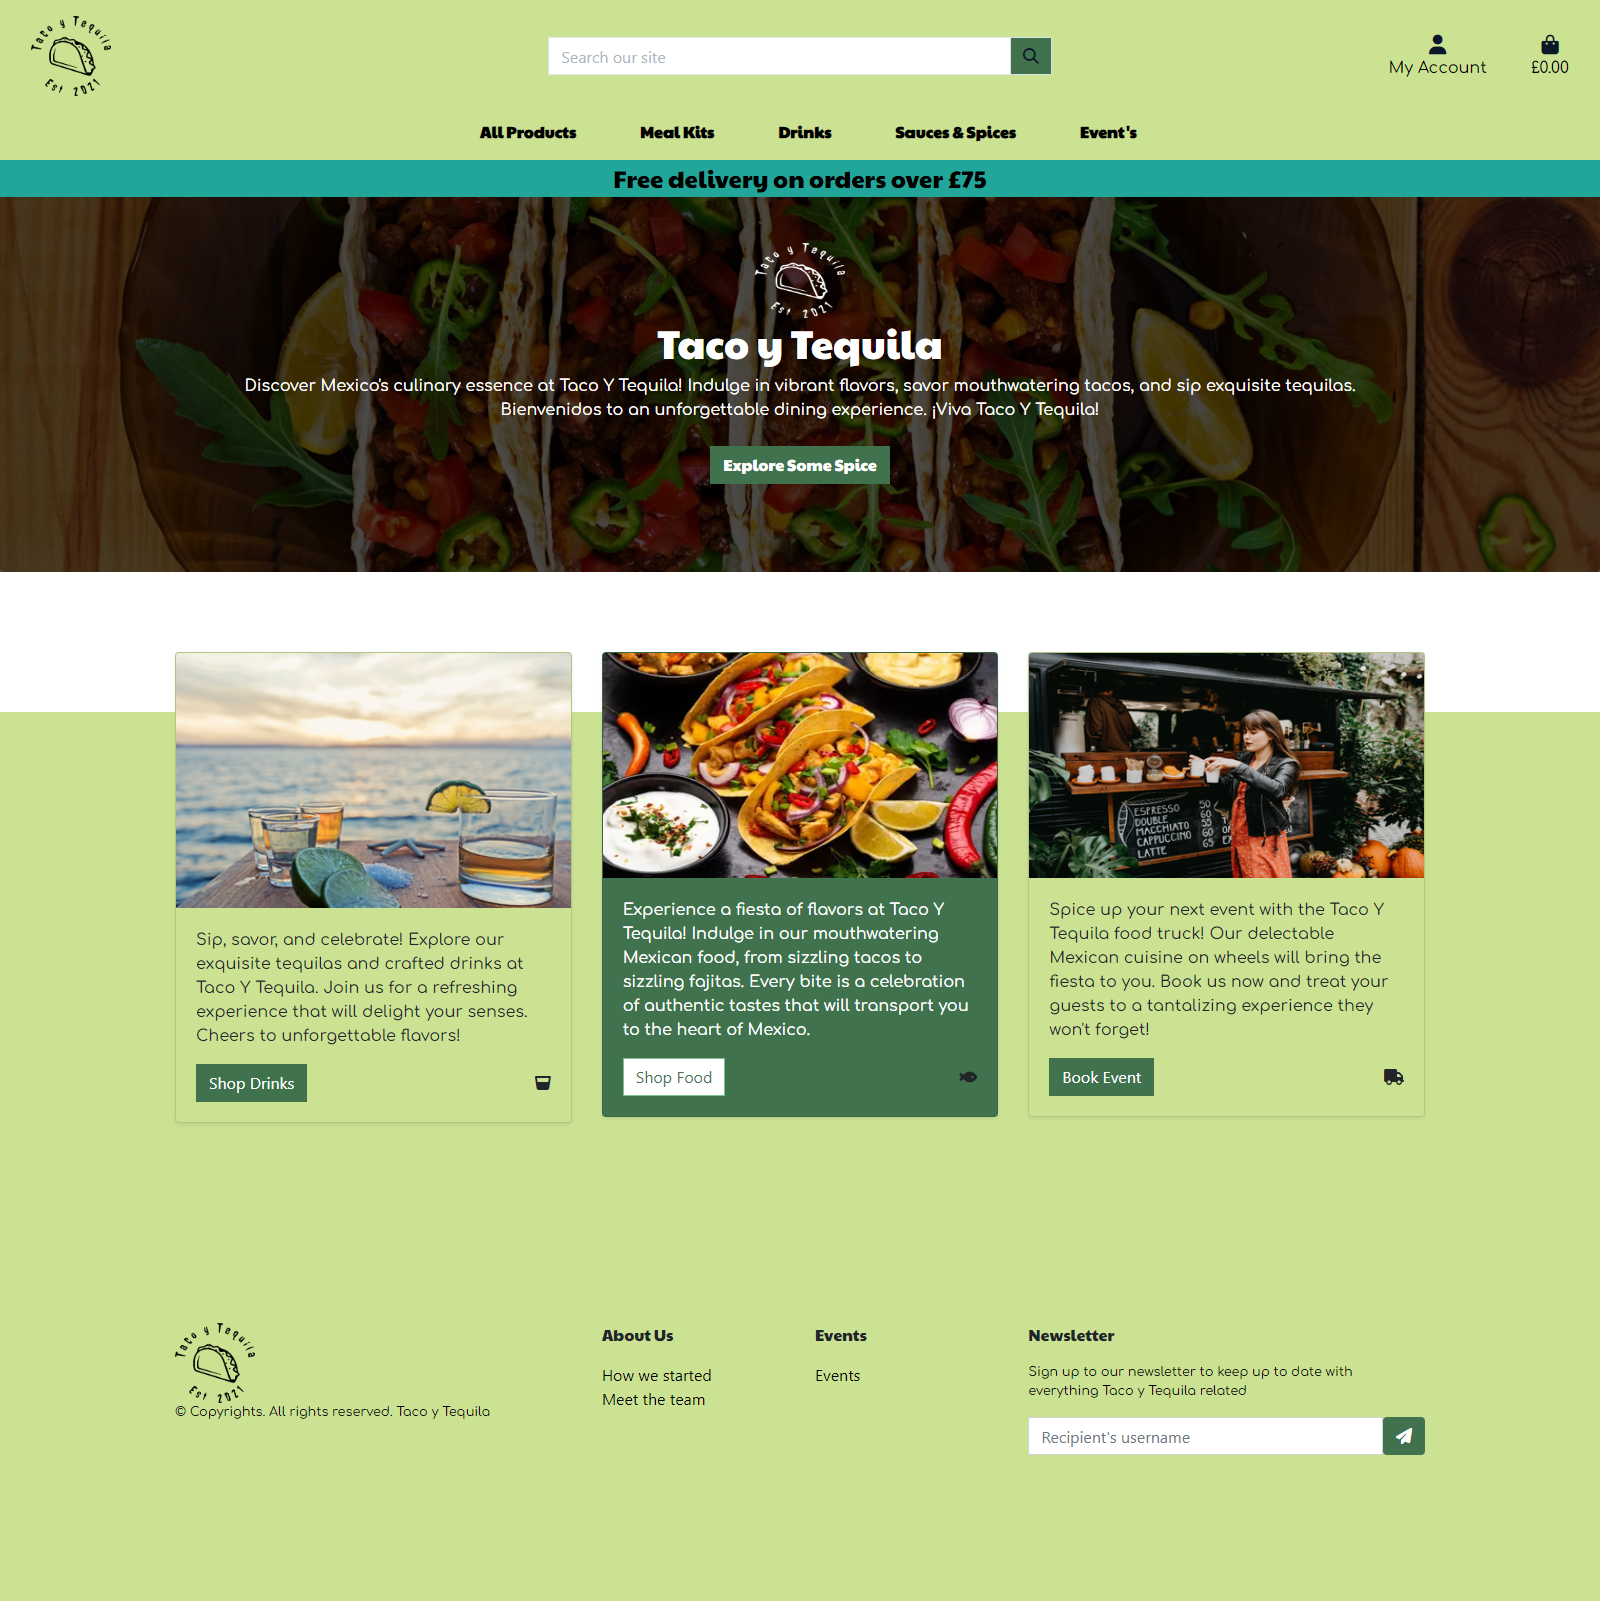 Taco y Tequila
Est 2021
Search our site
My Account
£0.00
All Products
Meal Kits
Drinks
Sauces & Spices
Event's
Free delivery on orders over £75
Taco y Tequila
Est 2021
Taco y Tequila
Discover Mexico's culinary essence at Taco Y Tequila! Indulge in vibrant flavors, savor mouthwatering tacos, and sip exquisite tequilas.
Bienvenidos to an unforgettable dining experience. ¡Viva Taco Y Tequila!
Explore Some Spice
Sip, savor, and celebrate! Explore our
exquisite tequilas and crafted drinks at
Taco Y Tequila. Join us for a refreshing
experience that will delight your senses.
Cheers to unforgettable flavors!
Shop Drinks
Experience a fiesta of flavors at Taco Y
Tequila! Indulge in our mouthwatering
Mexican food, from sizzling tacos to
sizzling fajitas. Every bite is a celebration
of authentic tastes that will transport you
to the heart of Mexico.
Shop Food
ESPRESSO 50
DOUBLE 60
MACCHIATO 55
CAPPUCCINO 60
LATTE 65
Spice up your next event with the Taco Y
Tequila food truck! Our delectable
Mexican cuisine on wheels will bring the
fiesta to you. Book us now and treat your
guests to a tantalizing experience they
won't forget!
Book Event
Taco y Tequila
Est 2021
© Copyrights. All rights reserved. Taco y Tequila
About Us
How we started
Meet the team
Events
Events
Newsletter
Sign up to our newsletter to keep up to date with
everything Taco y Tequila related
Recipient's username